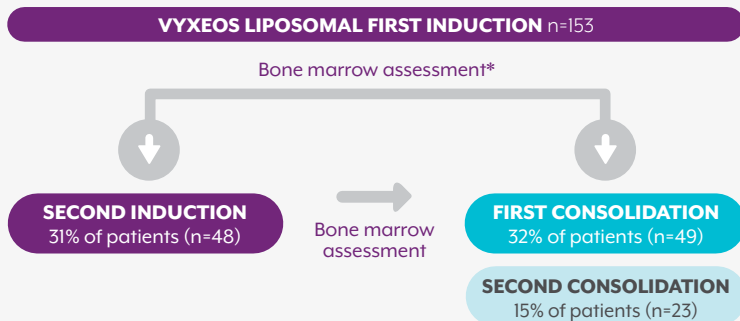 VYXEOS LIPOSOMAL FIRST INDUCTION n=153
Bone marrow assessment*
SECOND INDUCTION
31% of patients (n=48)
Bone marrow
assessment
FIRST CONSOLIDATION
32% of patients (n=49)
SECOND CONSOLIDATION
15% of patients (n=23)